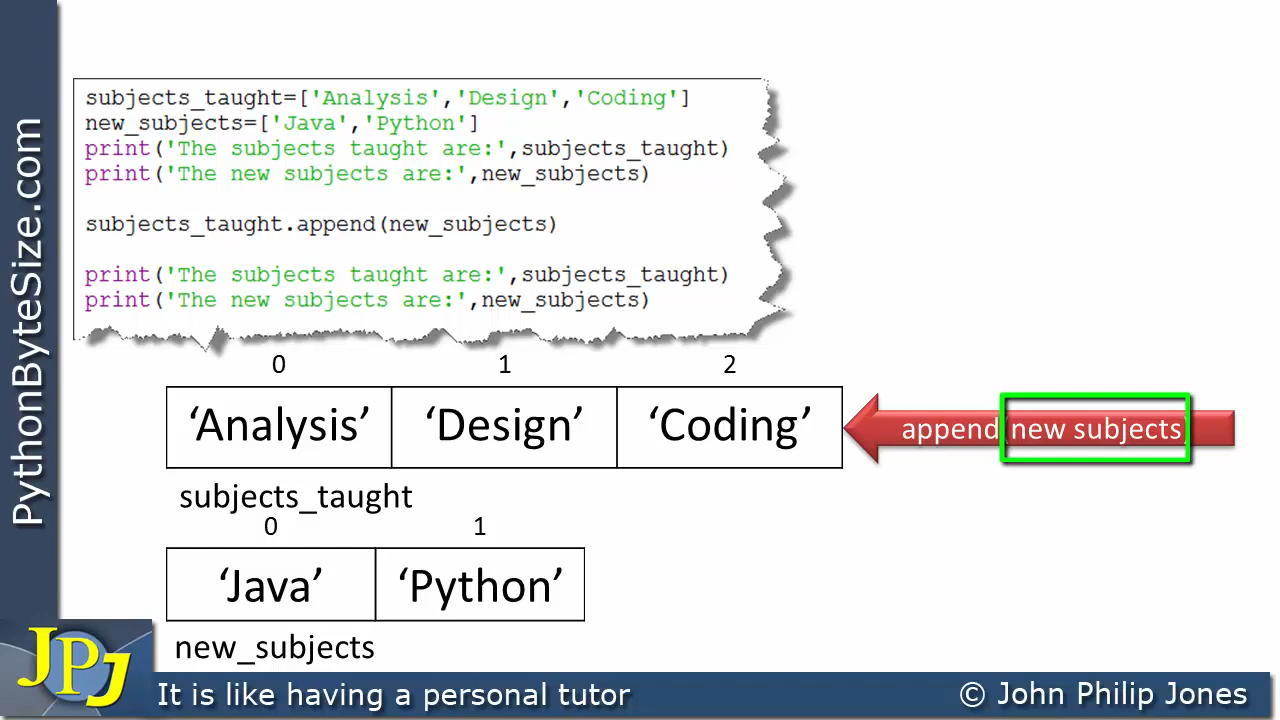 PythonByteSize.com
subjects_taught=['Analysis','Design','Coding']
new_subjects=['Java','Python']
print('The subjects taught are:',subjects_taught)
print('The new subjects are:',new_subjects)
subjects_taught.append(new_subjects)
print('The subjects taught are:',subjects_taught)
print('The new subjects are:',new_subjects)
0 1 2
‘Analysis’ ‘Design’ ‘Coding’
append new subjects
subjects_taught
0 1
‘Java’ ‘Python’
new_subjects
JPJ
It is like having a personal tutor
© John Philip Jones